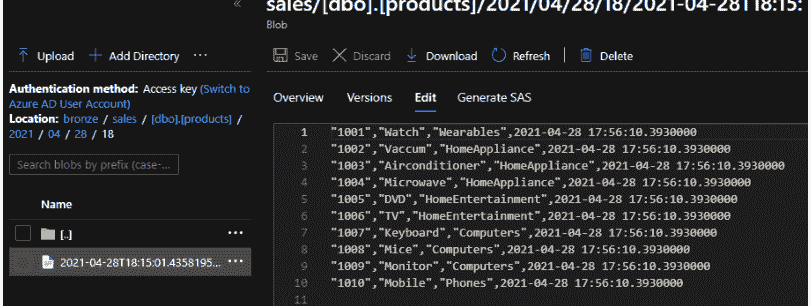 sales/[dbo].[products]/2021/04/28/18/2021-04-28T18:15:
Blob
Upload Add Directory ...
Save Discard Download Refresh Delete
Authentication method: Access key (Switch to
Azure AD User Account)
Location: bronze / sales / [dbo].[products] /
2021 / 04 / 28 / 18
Search blobs by prefix (case-...
Name
[..] ...
2021-04-28T18:15:01.4358195... ...
Overview Versions Edit Generate SAS
1 "1001","Watch","Wearables",2021-04-28 17:56:10.3930000
2 "1002","Vaccum","HomeAppliance",2021-04-28 17:56:10.3930000
3 "1003","Airconditioner","HomeAppliance",2021-04-28 17:56:10.3930000
4 "1004","Microwave","HomeAppliance",2021-04-28 17:56:10.3930000
5 "1005","DVD","HomeEntertainment",2021-04-28 17:56:10.3930000
6 "1006","TV","HomeEntertainment",2021-04-28 17:56:10.3930000
7 "1007","Keyboard","Computers",2021-04-28 17:56:10.3930000
8 "1008","Mice","Computers",2021-04-28 17:56:10.3930000
9 "1009","Monitor","Computers",2021-04-28 17:56:10.3930000
10 "1010","Mobile","Phones",2021-04-28 17:56:10.3930000
11